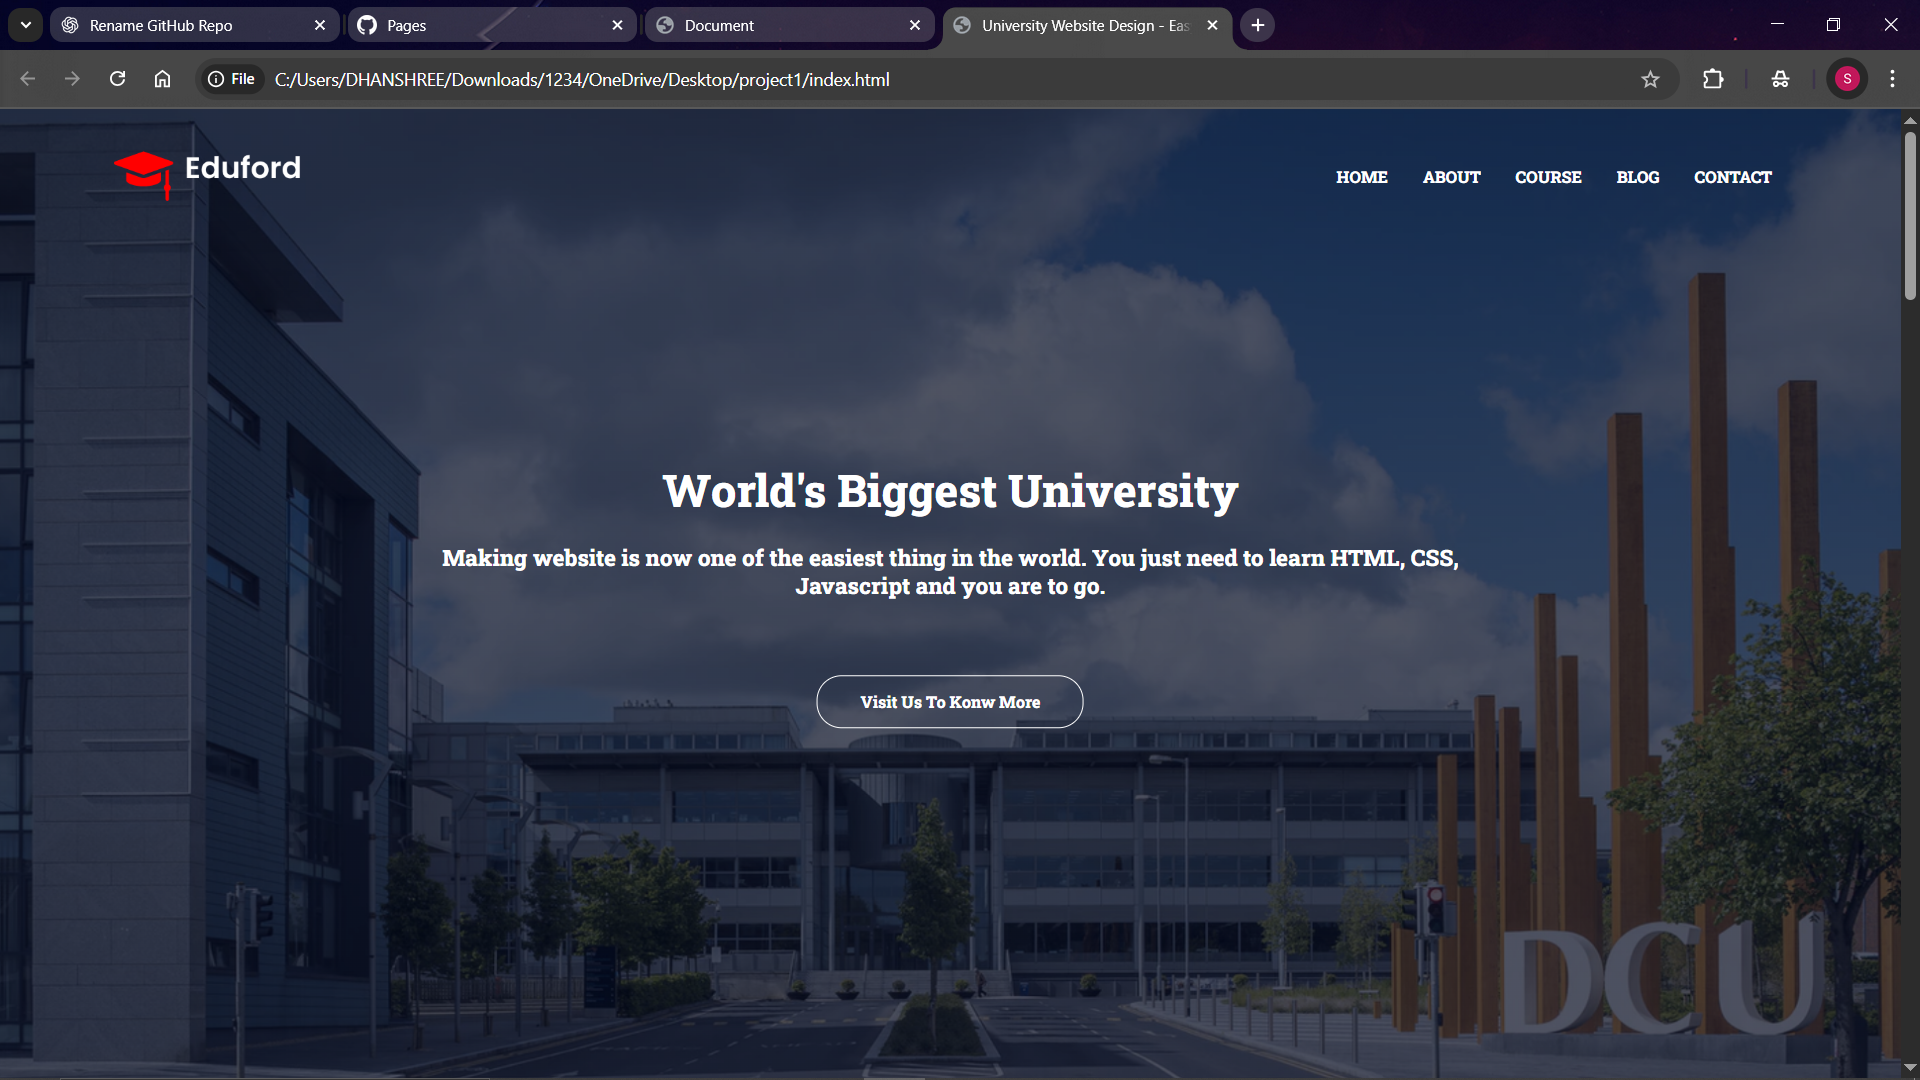 Rename GitHub Repo
Pages
Document
University Website Design - Eas
File
C:/Users/DHANSHREE/Downloads/1234/OneDrive/Desktop/project1/index.html
S
Eduford
HOME ABOUT COURSE BLOG CONTACT
World's Biggest University
Making website is now one of the easiest thing in the world. You just need to learn HTML, CSS,
Javascript and you are to go.
Visit Us To Konw More
DCU